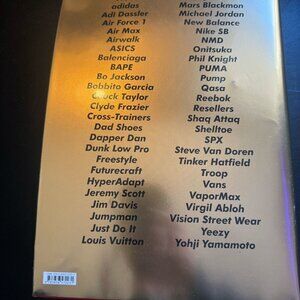 adidas
Adi Dassler
Air Force 1
Air Max
Airwalk
ASICS
Balenciaga
BAPE
Bo Jackson
Bobbito Garcia
Chuck Taylor
Clyde Frazier
Cross-Trainers
Dad Shoes
Dapper Dan
Dunk Low Pro
Freestyle
Futurecraft
HyperAdapt
Jeremy Scott
Jim Davis
Jumpman
Just Do It
Louis Vuitton
Mars Blackmon
Michael Jordan
New Balance
Nike SB
NMD
Onitsuka
Phil Knight
PUMA
Pump
Qasa
Reebok
Resellers
Shaq Attaq
Shelltoe
SPX
Steve Van Doren
Tinker Hatfield
Troop
Vans
VaporMax
Virgil Abloh
Vision Street Wear
Yeezy
Yohji Yamamoto